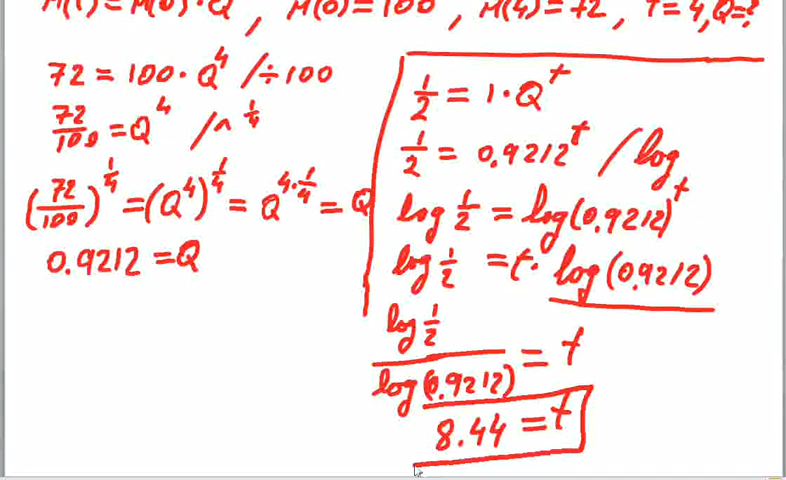 M(t) = M(0) · Q^t, M(0) = 100, M(4) = 72, t = 4, Q = ?
72 = 100 · Q^4 / ÷100
72/100 = Q^4 / ^ 1/4
(72/100)^1/4 = (Q^4)^1/4 = Q^4·1/4 = Q
0.9212 = Q
1/2 = 1 · Q^t
1/2 = 0.9212^t / log
log 1/2 = log(0.9212)^t
log 1/2 = t · log(0.9212)
log 1/2 / log(0.9212) = t
8.44 = t